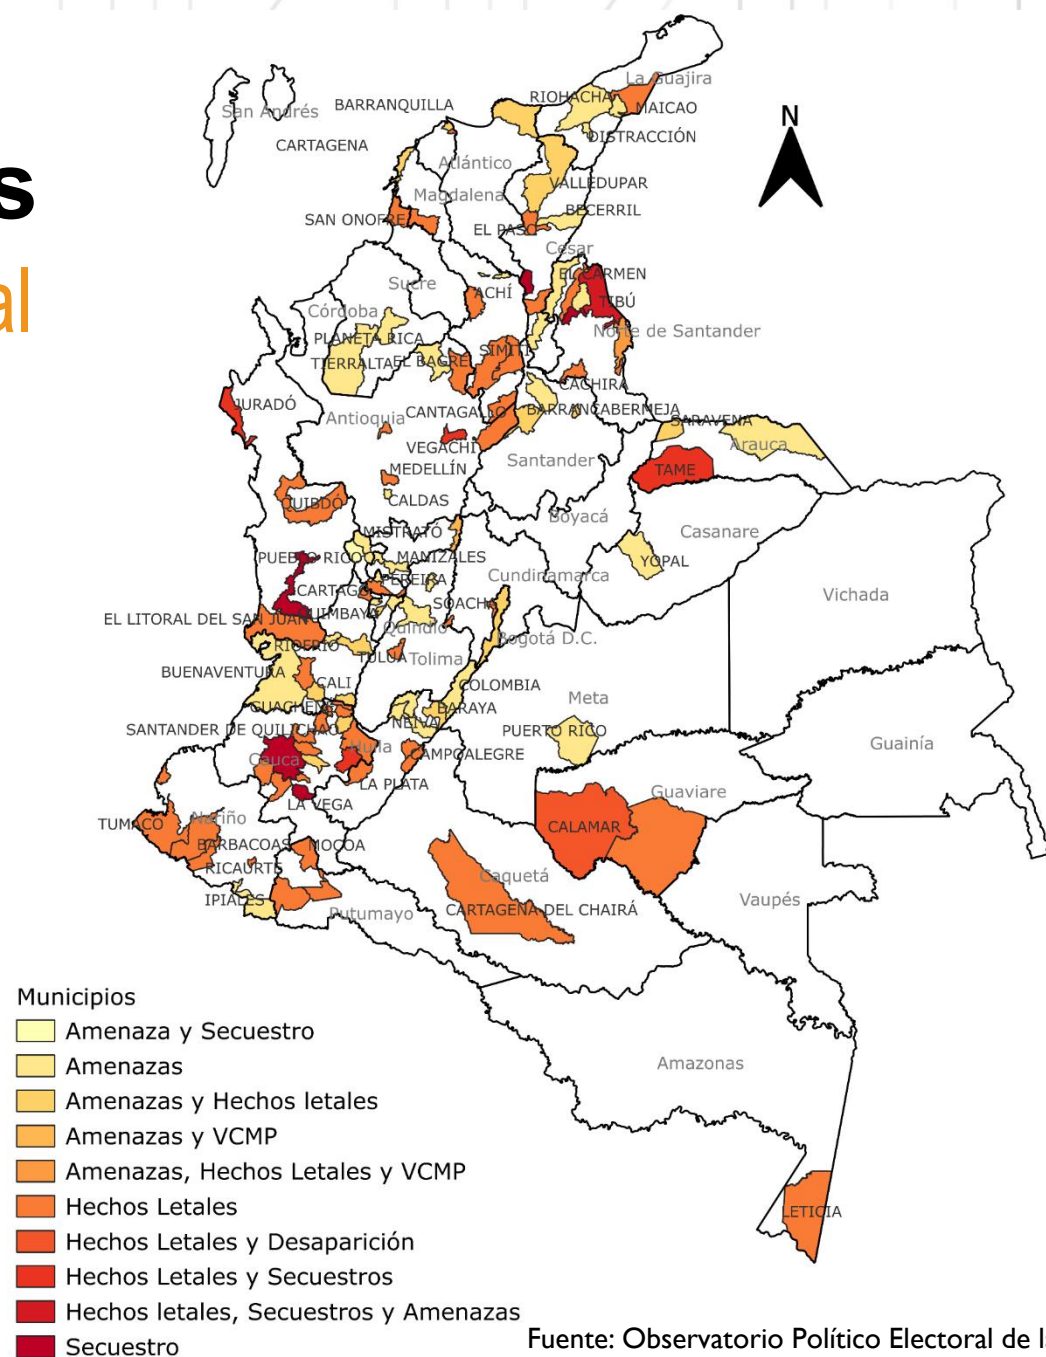 s
al
N
La Guajira
RIOHACHA
MAICAO
BARRANQUILLA
San Andrés
DISTRACCIÓN
CARTAGENA
Atlántico
VALLEDUPAR
Magdalena
BECERRIL
SAN ONOFRE
EL PASO
Cesar
EL CARMEN
Sucre
ACHÍ
TIBÚ
Córdoba
Norte de Santander
PLANETA RICA
SIMITÍ
TIERRALTA
EL BAGRE
CÁCHIRA
JURADÓ
CANTAGALLO
BARRANCABERMEJA
Antioquia
SARAVENA
Arauca
VEGACHÍ
Santander
MEDELLÍN
TAME
CALDAS
QUIBDÓ
Boyacá
MISTRATÓ
Casanare
PUEBLO RICO
MANIZALES
YOPAL
Cundinamarca
PEREIRA
CARTAGO
Vichada
SOACHA
QUIMBAYA
EL LITORAL DEL SAN JUAN
Quindío
Bogotá D.C.
RIOFRÍO
TULUÁ
Tolima
BUENAVENTURA
CALI
COLOMBIA
Meta
GUACHENÉ
BARAYA
NEIVA
SANTANDER DE QUILICHAO
PUERTO RICO
Guainía
Huila
CAMPOALEGRE
Cauca
LA PLATA
Guaviare
LA VEGA
TUMACO
Nariño
CALAMAR
BARBACOAS
MOCOA
RICAURTE
Caquetá
IPIALES
Vaupés
Putumayo
CARTAGENA DEL CHAIRÁ
Amazonas
LETICIA
Municipios
Amenaza y Secuestro
Amenazas
Amenazas y Hechos letales
Amenazas y VCMP
Amenazas, Hechos Letales y VCMP
Hechos Letales
Hechos Letales y Desaparición
Hechos Letales y Secuestros
Hechos letales, Secuestros y Amenazas
Secuestro
Fuente: Observatorio Político Electoral de l